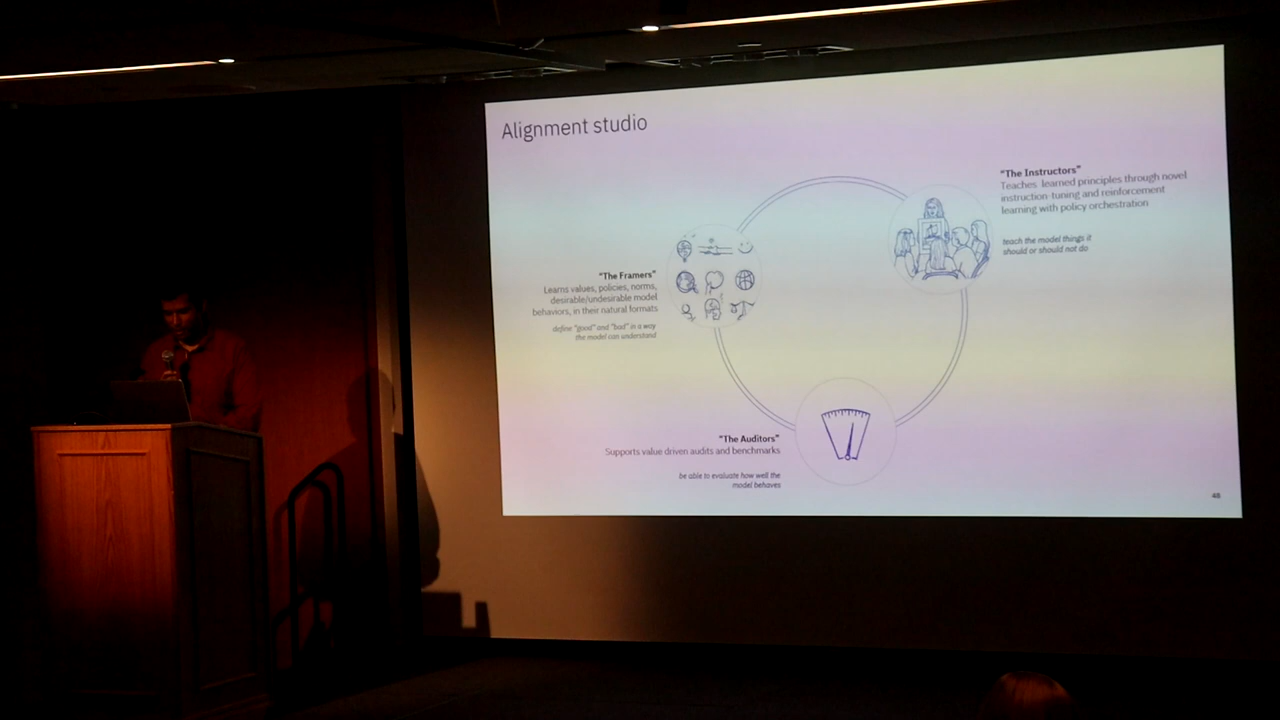 Alignment studio
"The Instructors"
Teaches learned principles through novel
instruction-tuning and reinforcement
learning with policy orchestration
teach the model things it
should or should not do
"The Framers"
Learns values, policies, norms,
desirable/undesirable model
behaviors, in their natural formats
define "good" and "bad" in a way
the model can understand
"The Auditors"
Supports value driven audits and benchmarks
be able to evaluate how well the
model behaves
48